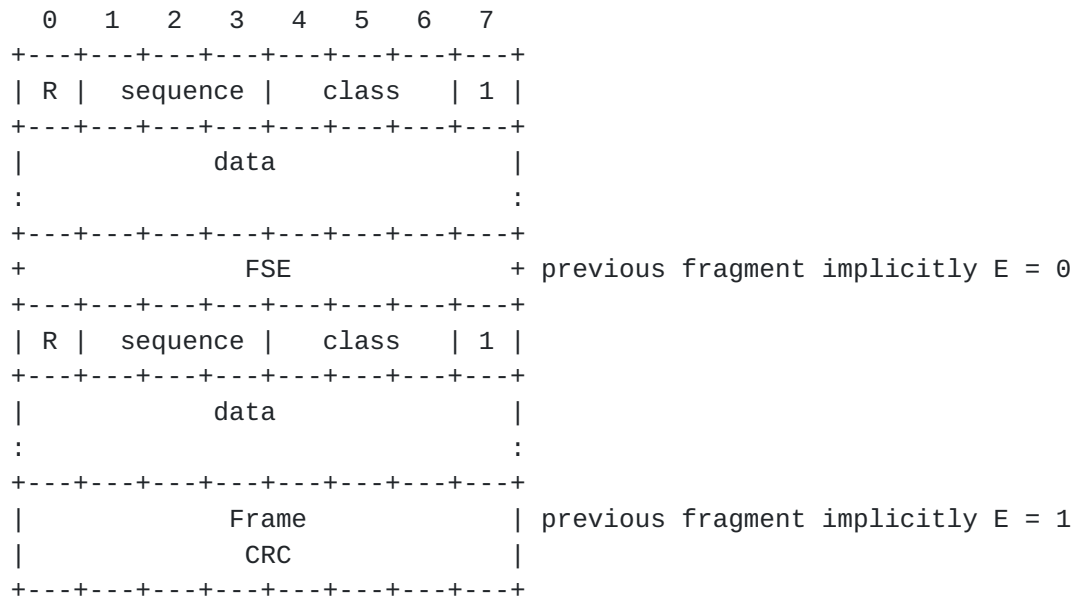 0 1 2 3 4 5 6 7
+---+---+---+---+---+---+---+---+
| R | sequence | class | 1 |
+---+---+---+---+---+---+---+---+
| data |
: :
+---+---+---+---+---+---+---+---+
+ FSE + previous fragment implicitly E = 0
+---+---+---+---+---+---+---+---+
| R | sequence | class | 1 |
+---+---+---+---+---+---+---+---+
| data |
: :
+---+---+---+---+---+---+---+---+
| Frame | previous fragment implicitly E = 1
| CRC |
+---+---+---+---+---+---+---+---+